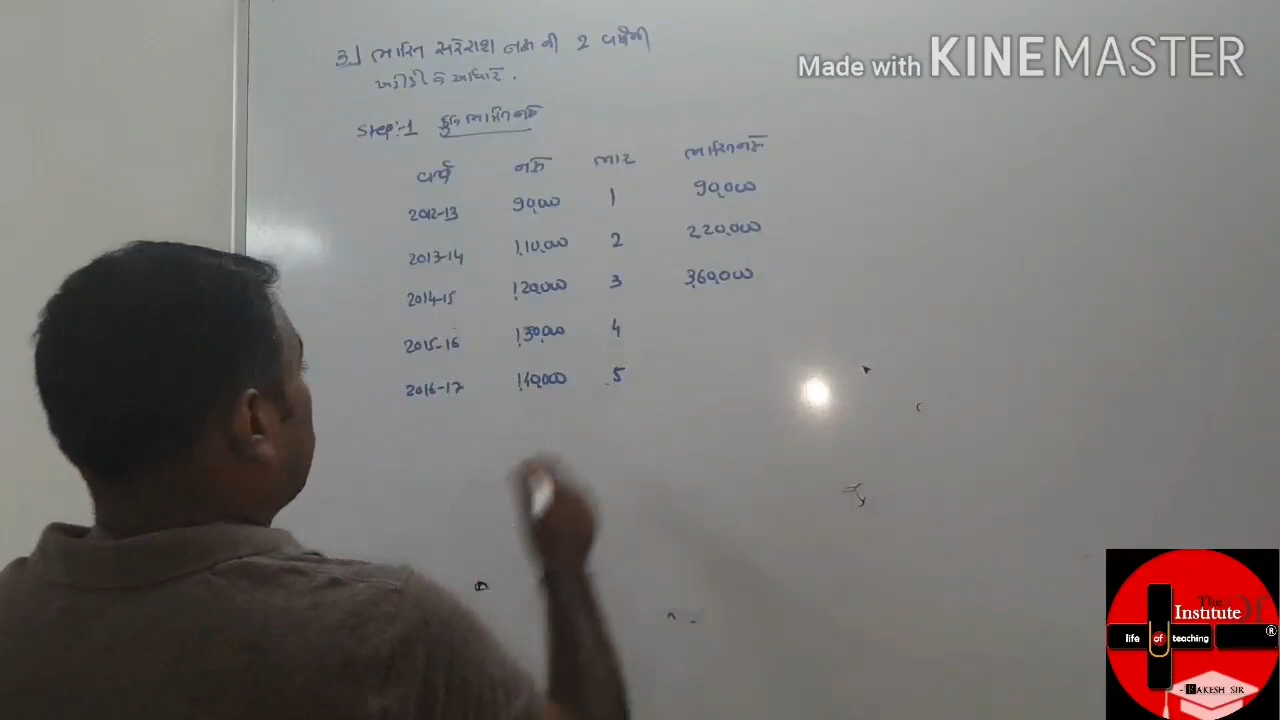 Made with KINEMASTER
3) ભારિત સરેરાશ નફાની 2 વર્ષની
ખરીદીને આધારે.
Step:-1 કુલ ભારિત નફો
વર્ષ નફો ભાર ભારિત નફો
2012-13 90,000 1 90,000
2013-14 1,10,000 2 2,20,000
2014-15 1,20,000 3 3,60,000
2015-16 1,30,000 4
2016-17 1,40,000 5
The
Institute
life of teaching ®
- RAKESH SIR